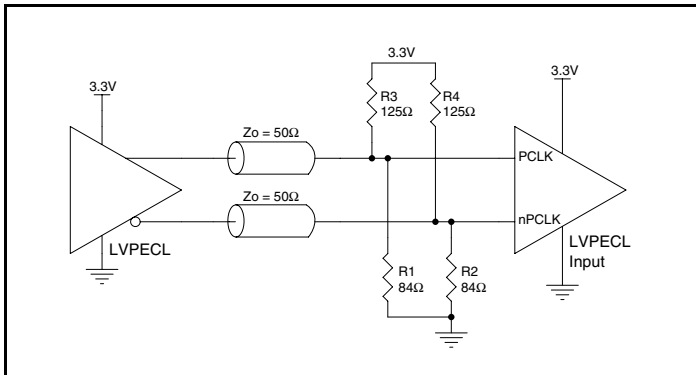 3.3V
3.3V
3.3V
R3
125Ω
R4
125Ω
Zo = 50Ω
PCLK
Zo = 50Ω
nPCLK
LVPECL
LVPECL
Input
R1
84Ω
R2
84Ω